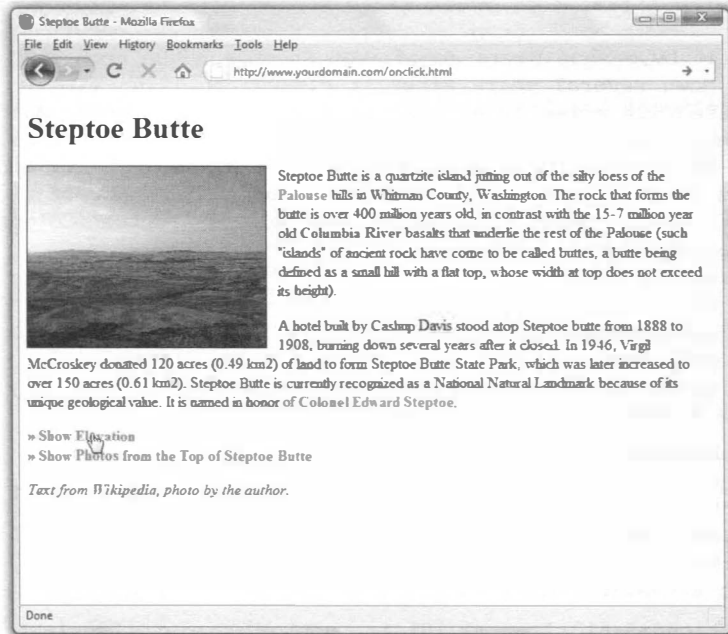 Steptoe Butte - Mozilla Firefox
File Edit View History Bookmarks Tools Help
http://www.yourdomain.com/onclick.html
Steptoe Butte
Steptoe Butte is a quartzite island jutting out of the silty loess of the
Palouse hills in Whitman County, Washington. The rock that forms the
butte is over 400 million years old, in contrast with the 15-7 million year
old Columbia River basalts that underlie the rest of the Palouse (such
"islands" of ancient rock have come to be called buttes, a butte being
defined as a small hill with a flat top, whose width at top does not exceed
its height).
A hotel built by Cashup Davis stood atop Steptoe butte from 1888 to
1908, burning down several years after it closed. In 1946, Virgil
McCroskey donated 120 acres (0.49 km2) of land to form Steptoe Butte State Park, which was later increased to
over 150 acres (0.61 km2). Steptoe Butte is currently recognized as a National Natural Landmark because of its
unique geological value. It is named in honor of Colonel Edward Steptoe.
» Show Elevation
» Show Photos from the Top of Steptoe Butte
Text from Wikipedia, photo by the author.
Done